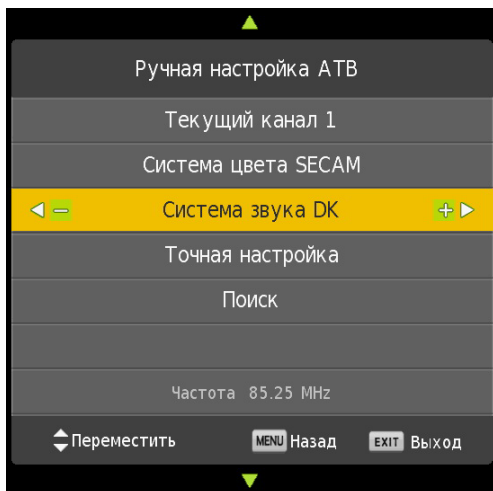 Ручная настройка АТВ
Текущий канал 1
Система цвета SECAM
− Система звука DK +
Точная настройка
Поиск
Частота 85.25 MHz
Переместить MENU Назад EXIT Выход